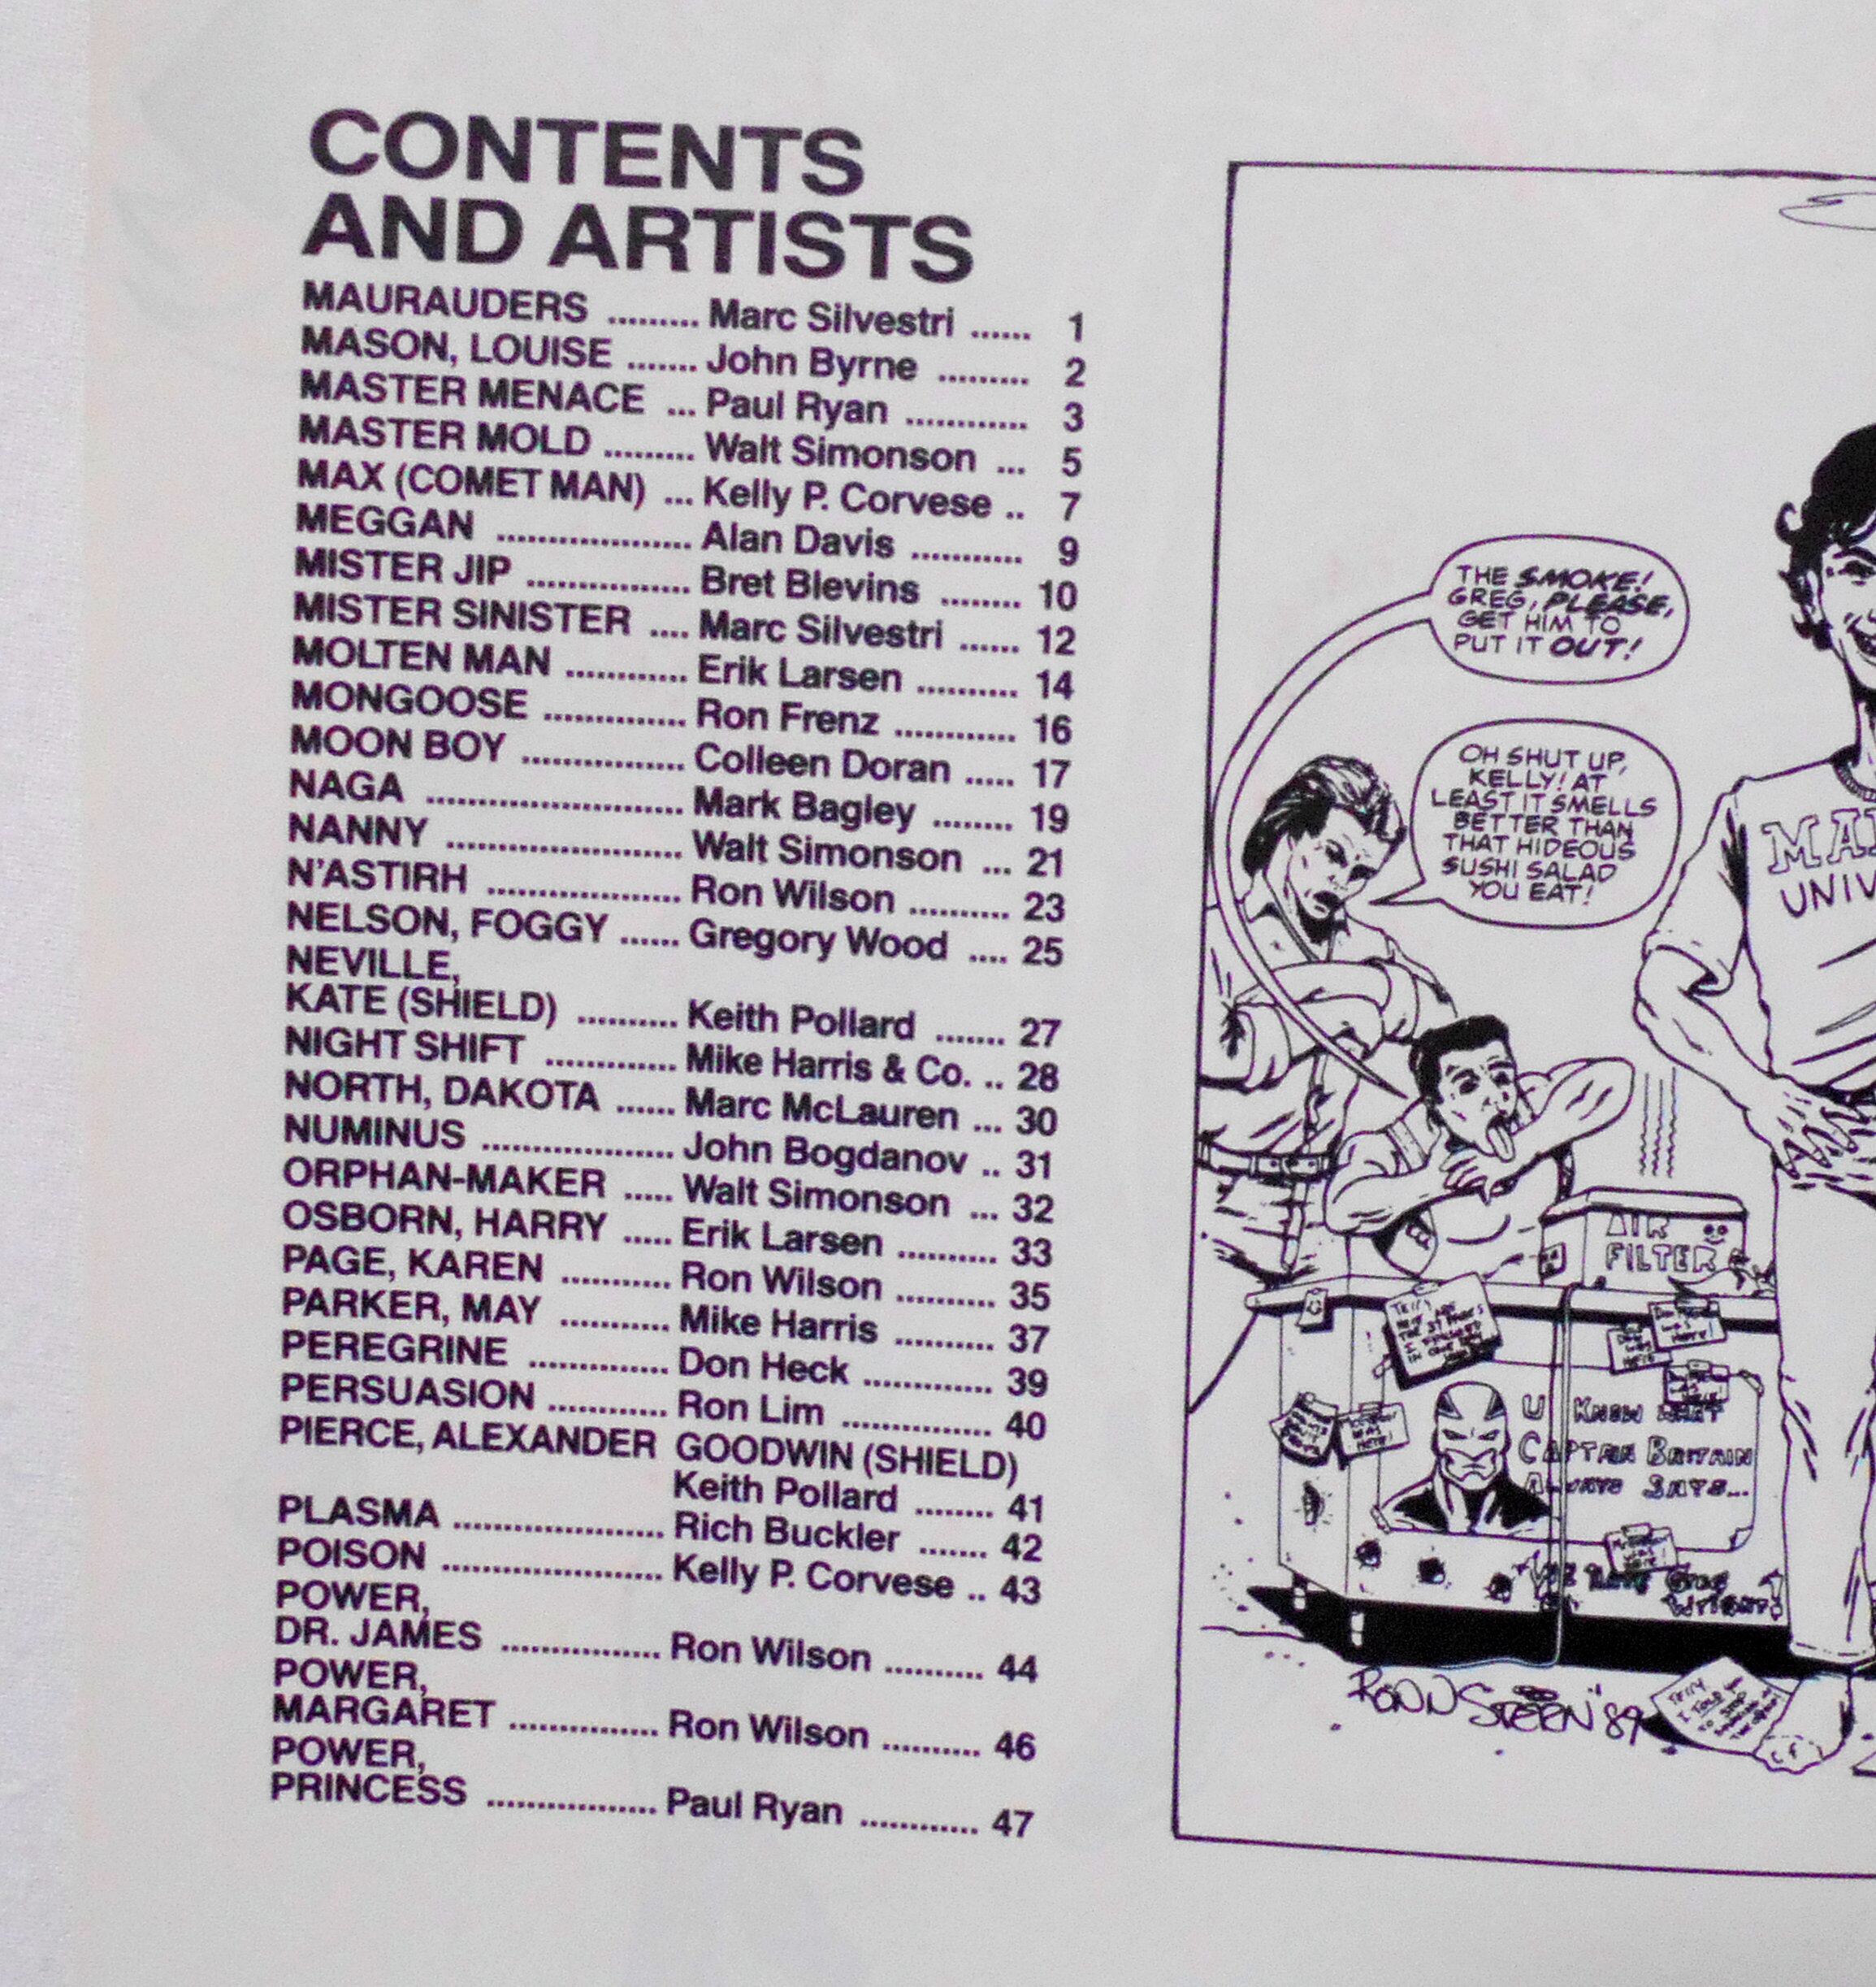 CONTENTS
AND ARTISTS
MAURAUDERS ......... Marc Silvestri ...... 1
MASON, LOUISE ....... John Byrne ......... 2
MASTER MENACE ... Paul Ryan ............ 3
MASTER MOLD ......... Walt Simonson ... 5
MAX (COMET MAN) ... Kelly P. Corvese .. 7
MEGGAN ................... Alan Davis ........... 9
MISTER JIP ................ Bret Blevins ........ 10
MISTER SINISTER .... Marc Silvestri ...... 12
MOLTEN MAN ............ Erik Larsen .......... 14
MONGOOSE .............. Ron Frenz ............ 16
MOON BOY ................ Colleen Doran ..... 17
NAGA ......................... Mark Bagley ........ 19
NANNY ....................... Walt Simonson ... 21
N'ASTIRH ................... Ron Wilson .......... 23
NELSON, FOGGY ...... Gregory Wood .... 25
NEVILLE,
KATE (SHIELD) .......... Keith Pollard ....... 27
NIGHT SHIFT ............. Mike Harris & Co. .. 28
NORTH, DAKOTA ...... Marc McLauren ... 30
NUMINUS ................... John Bogdanov .. 31
ORPHAN-MAKER ..... Walt Simonson ... 32
OSBORN, HARRY ..... Erik Larsen .......... 33
PAGE, KAREN ........... Ron Wilson .......... 35
PARKER, MAY ........... Mike Harris .......... 37
PEREGRINE .............. Don Heck ............. 39
PERSUASION ............ Ron Lim ............... 40
PIERCE, ALEXANDER GOODWIN (SHIELD)
Keith Pollard ........ 41
PLASMA ..................... Rich Buckler ....... 42
POISON ...................... Kelly P. Corvese .. 43
POWER,
DR. JAMES ................ Ron Wilson .......... 44
POWER,
MARGARET ............... Ron Wilson .......... 46
POWER,
PRINCESS ................. Paul Ryan ............ 47
THE SMOKE!
GREG, PLEASE,
GET HIM TO
PUT IT OUT!
OH SHUT UP,
KELLY! AT
LEAST IT SMELLS
BETTER THAN
THAT HIDEOUS
SUSHI SALAD
YOU EAT!
MA
UNIV
AIR
FILTER
U KNOW WHAT
CAPTAIN BRITAIN
ALWAYS SAYS...